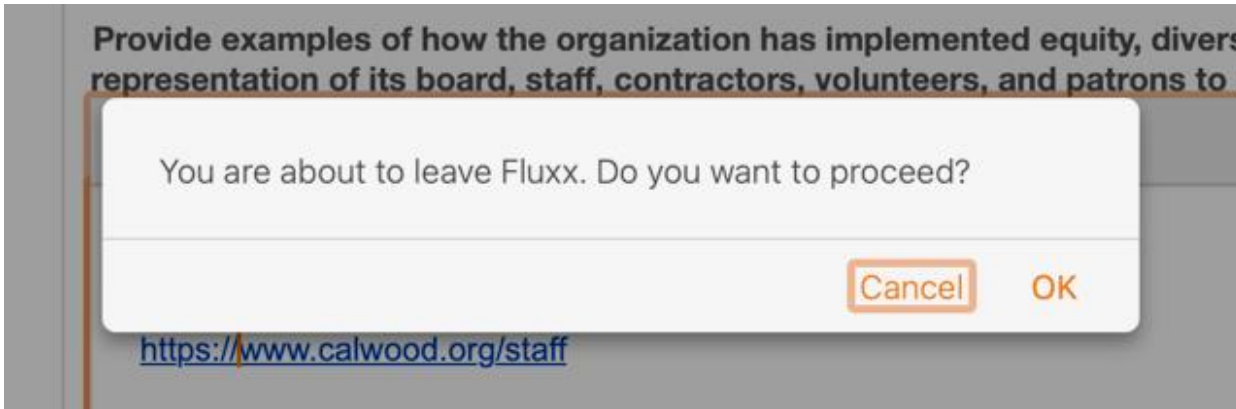 Provide examples of how the organization has implemented equity,
representation of its board, staff, contractors, volunteers, and patrons to
You are about to leave Fluxx. Do you want to proceed?
Cancel OK
https://www.calwood.org/staff